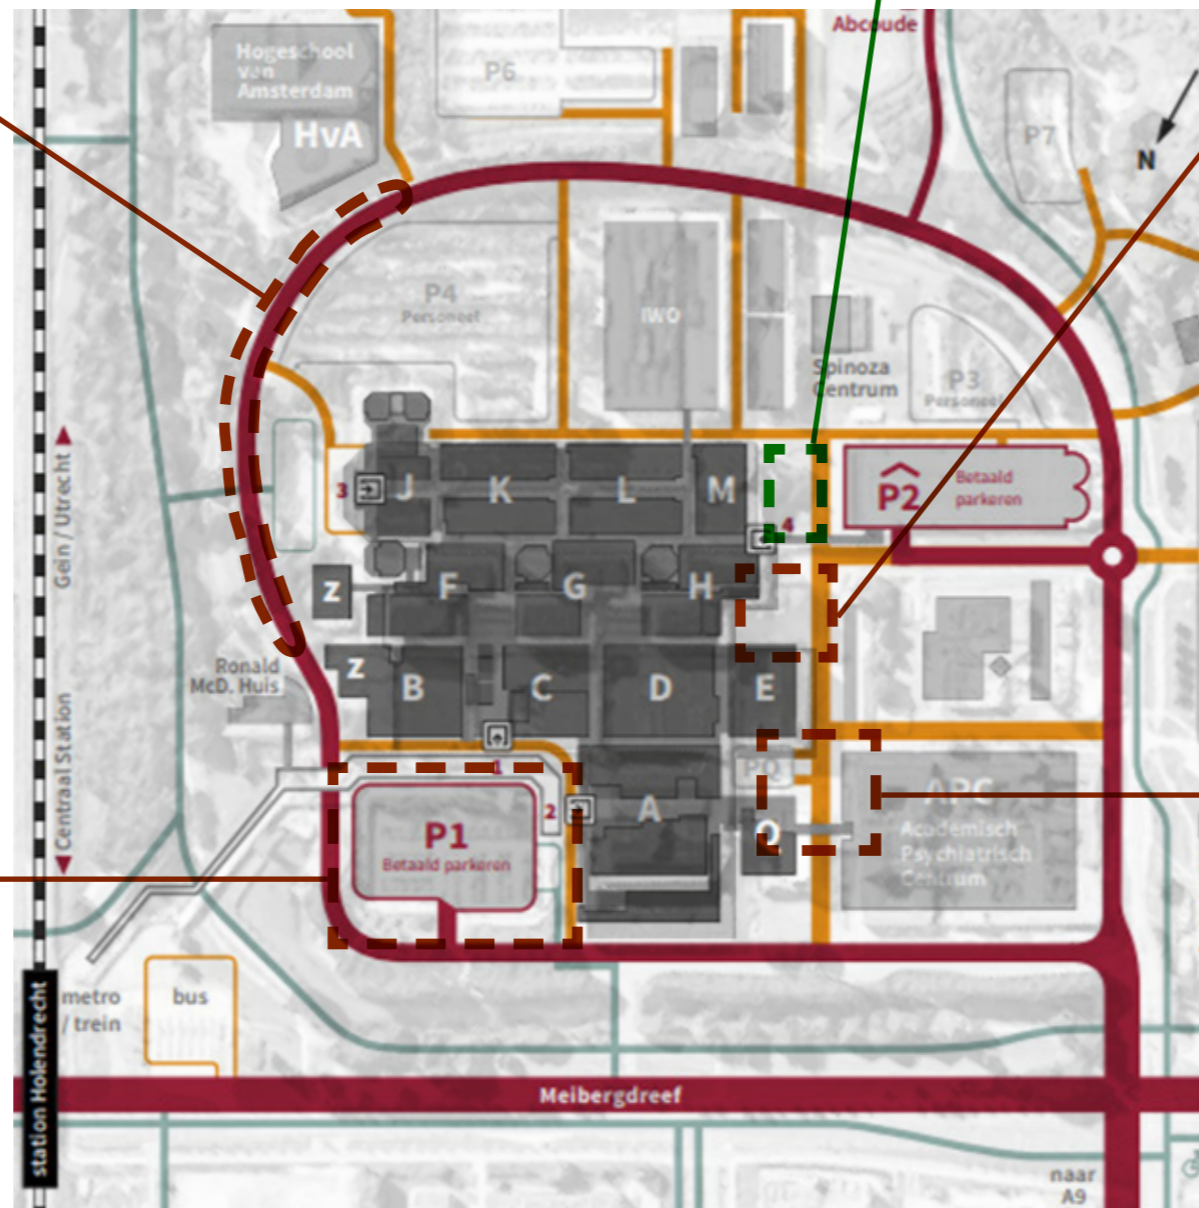 Abcoude
Hogeschool
van
Amsterdam
HvA
P6
P7
N
P4
Personeel
IWO
Spinoza
Centrum
P3
Personeel
Gein / Utrecht
3
J
K
L
M
4
P2
Betaald
parkeren
F
G
H
Z
Z
B
C
D
E
Ronald
McD. Huis
Centraal Station
1
2
P1
Betaald parkeren
A
PQ
Q
APC
Academisch
Psychiatrisch
Centrum
metro
/ trein
bus
station Holendrecht
Meibergdreef
naar
A9